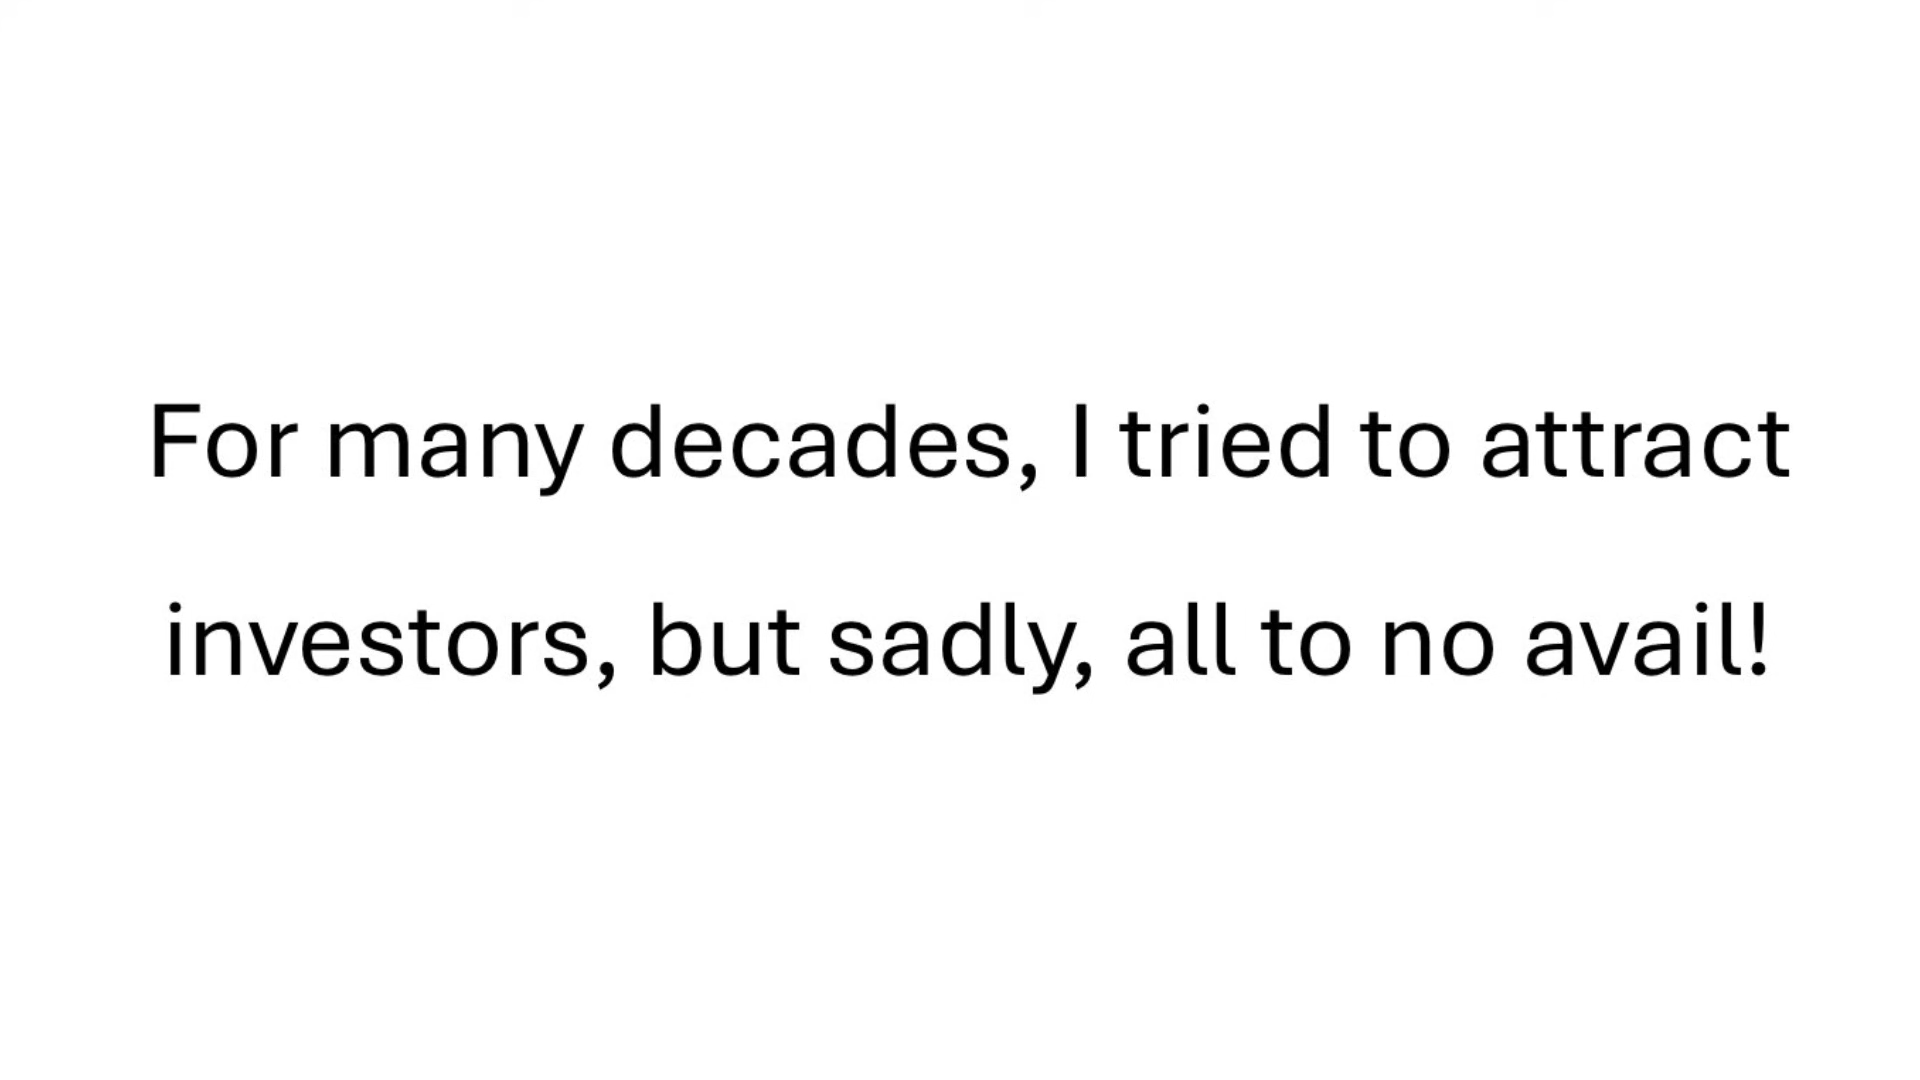 For many decades, I tried to attract
investors, but sadly, all to no avail!